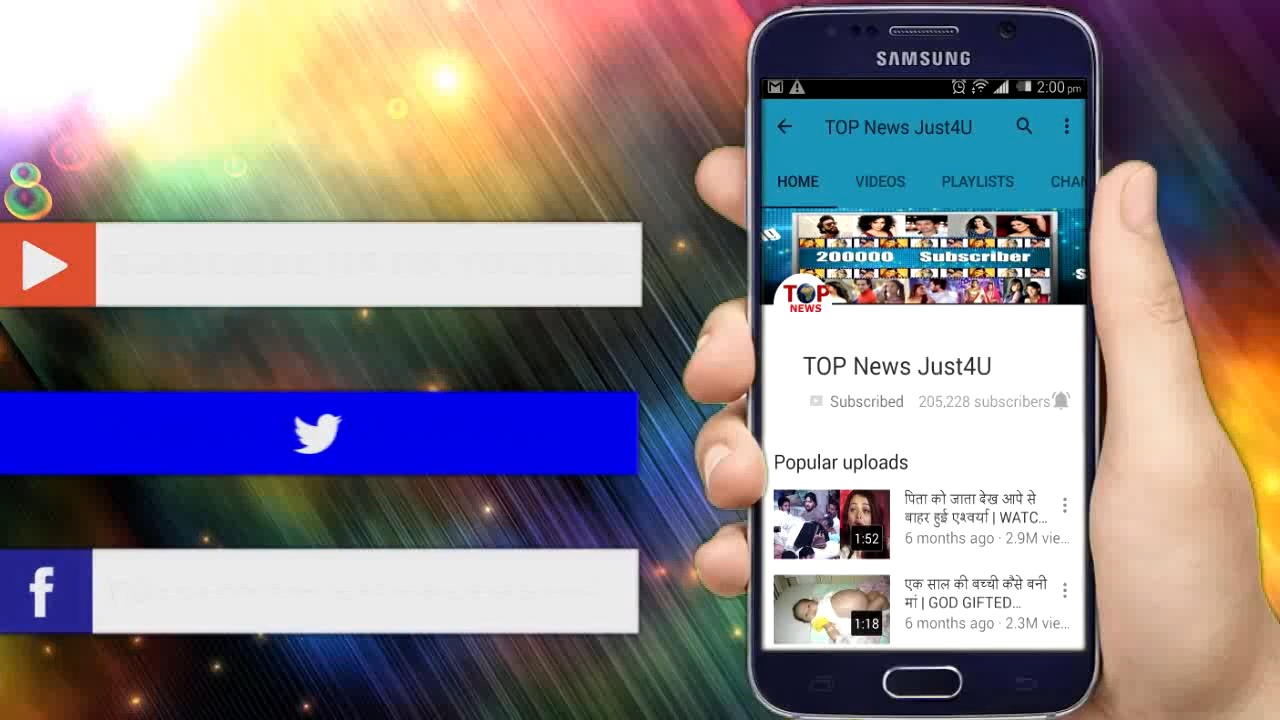 SAMSUNG
2:00 pm
TOP News Just4U
HOME VIDEOS PLAYLISTS CHAN
200000 Subscriber
TOP
NEWS
TOP News Just4U
Subscribed 205,228 subscribers
Popular uploads
पिता को जाता देख आपे से
बाहर हुई एश्वर्या | WATC...
6 months ago · 2.9M vie...
1:52
एक साल की बच्ची कैसे बनी
मां | GOD GIFTED...
6 months ago · 2.3M vie...
1:18